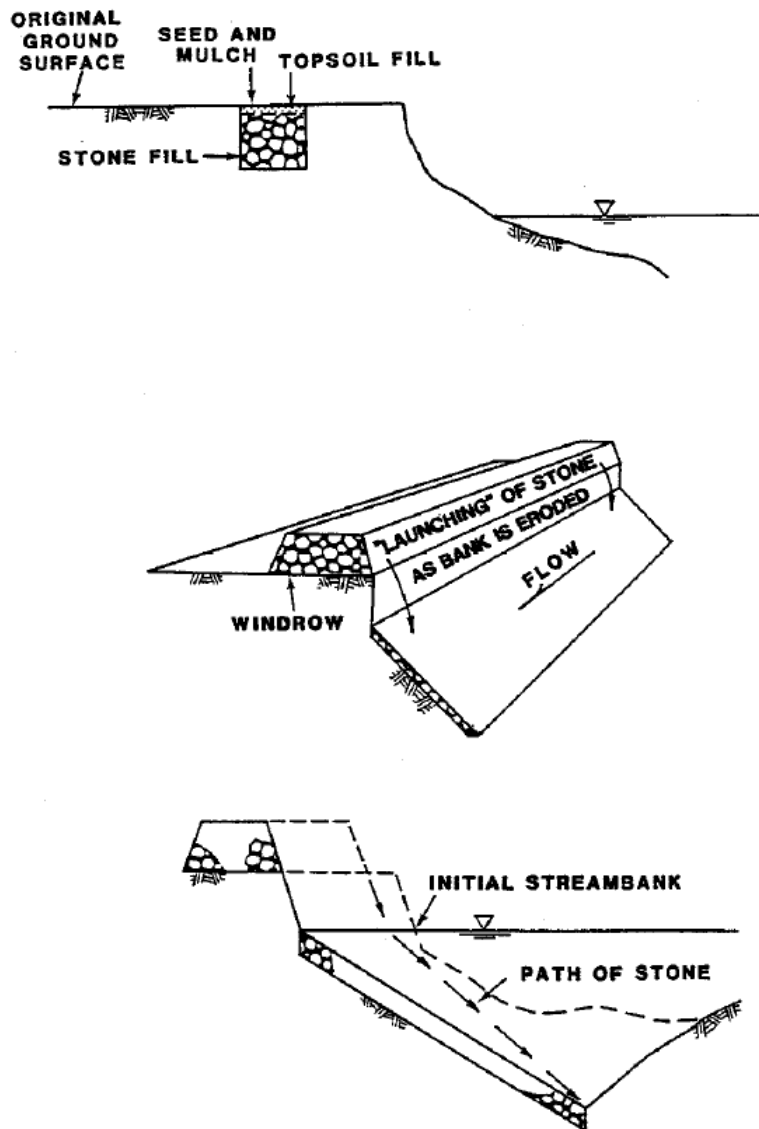 ORIGINAL
GROUND
SURFACE
SEED AND
MULCH
TOPSOIL FILL
STONE FILL
"LAUNCHING" OF STONE
AS BANK IS ERODED
FLOW
WINDROW
INITIAL STREAMBANK
PATH OF STONE